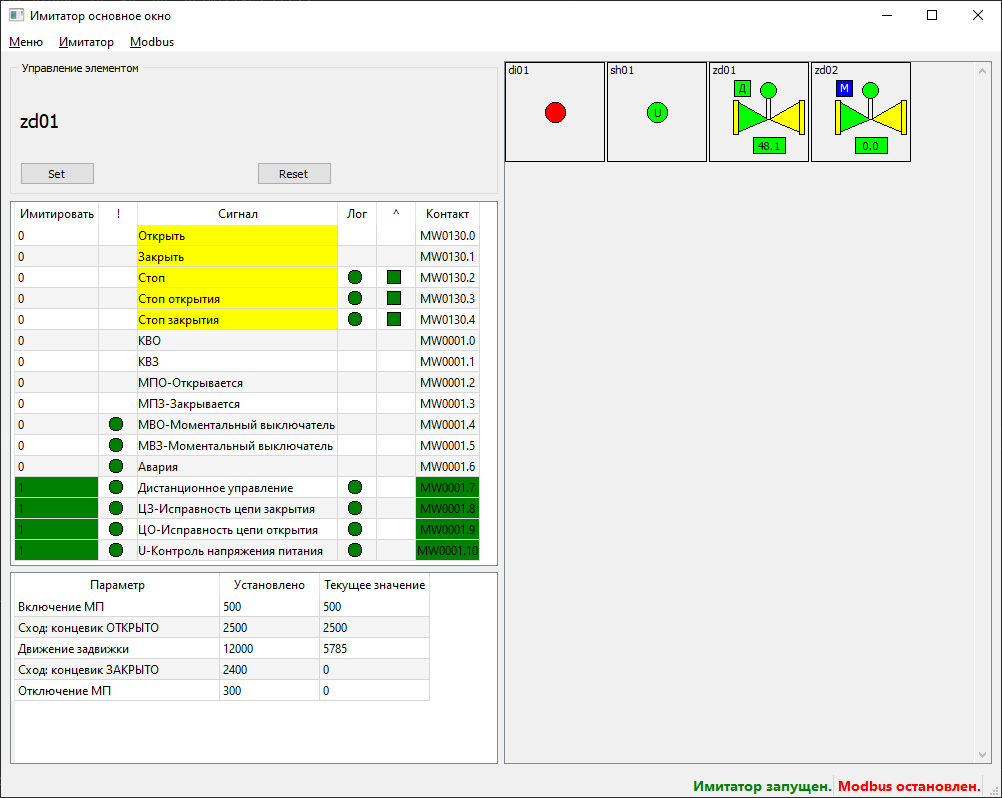 Имитатор основное окно
Меню Имитатор Modbus
Управление элементом
zd01
Set Reset
Имитировать ! Сигнал Лог ^ Контакт
0 Открыть MW0130.0
0 Закрыть MW0130.1
0 Стоп MW0130.2
0 Стоп открытия MW0130.3
0 Стоп закрытия MW0130.4
0 КВО MW0001.0
0 КВЗ MW0001.1
0 МПО-Открывается MW0001.2
0 МПЗ-Закрывается MW0001.3
0 МВО-Моментальный выключатель MW0001.4
0 МВЗ-Моментальный выключатель MW0001.5
0 Авария MW0001.6
1 Дистанционное управление MW0001.7
1 ЦЗ-Исправность цепи закрытия MW0001.8
1 ЦО-Исправность цепи открытия MW0001.9
1 U-Контроль напряжения питания MW0001.10
Параметр Установлено Текущее значение
Включение МП 500 500
Сход: концевик ОТКРЫТО 2500 2500
Движение задвижки 12000 5785
Сход: концевик ЗАКРЫТО 2400 0
Отключение МП 300 0
di01 sh01 zd01 zd02
U Д М
48.1 0.0
Имитатор запущен. Modbus остановлен.